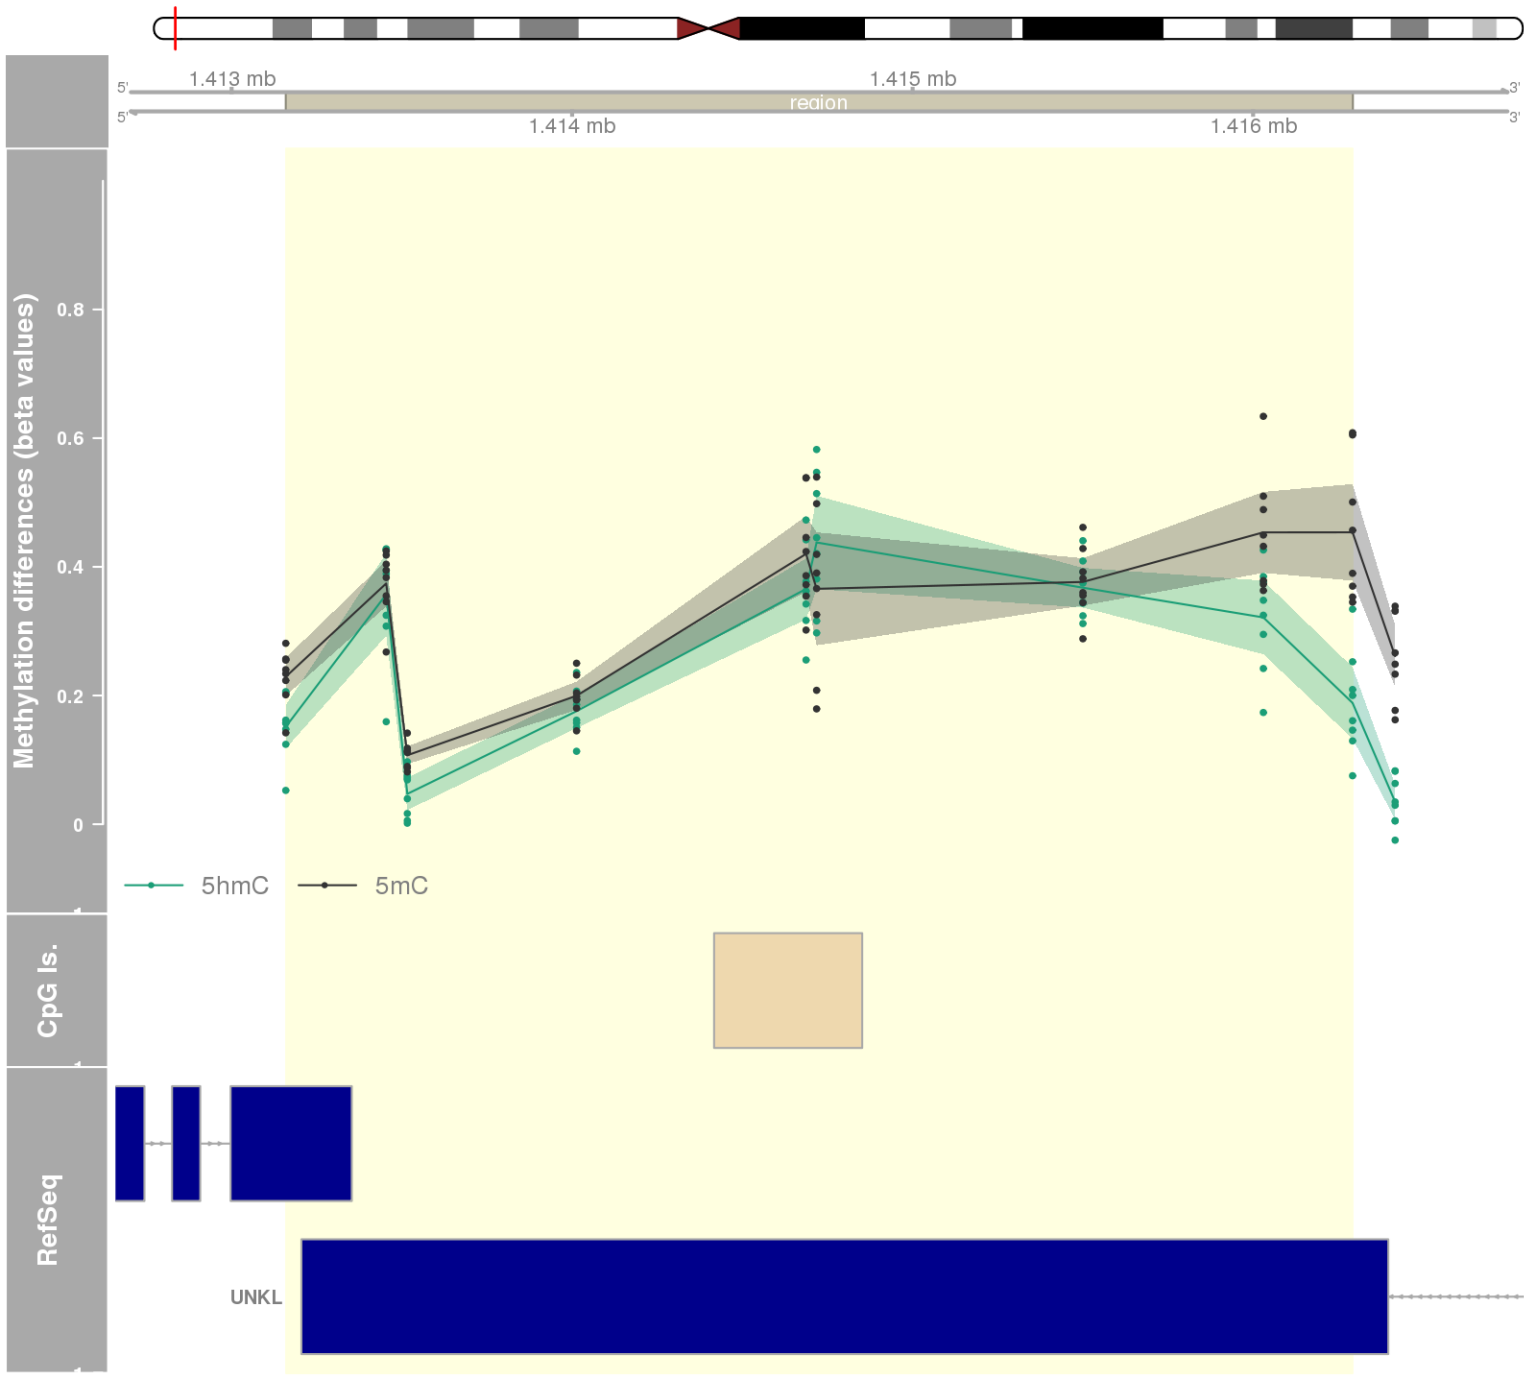 1.413 mb
1.415 mb
5'
3'
region
5'
3'
1.414 mb
1.416 mb
Methylation differences (beta values)
0.8
0.6
0.4
0.2
0
5hmC
5mC
CpG Is.
RefSeq
UNKL